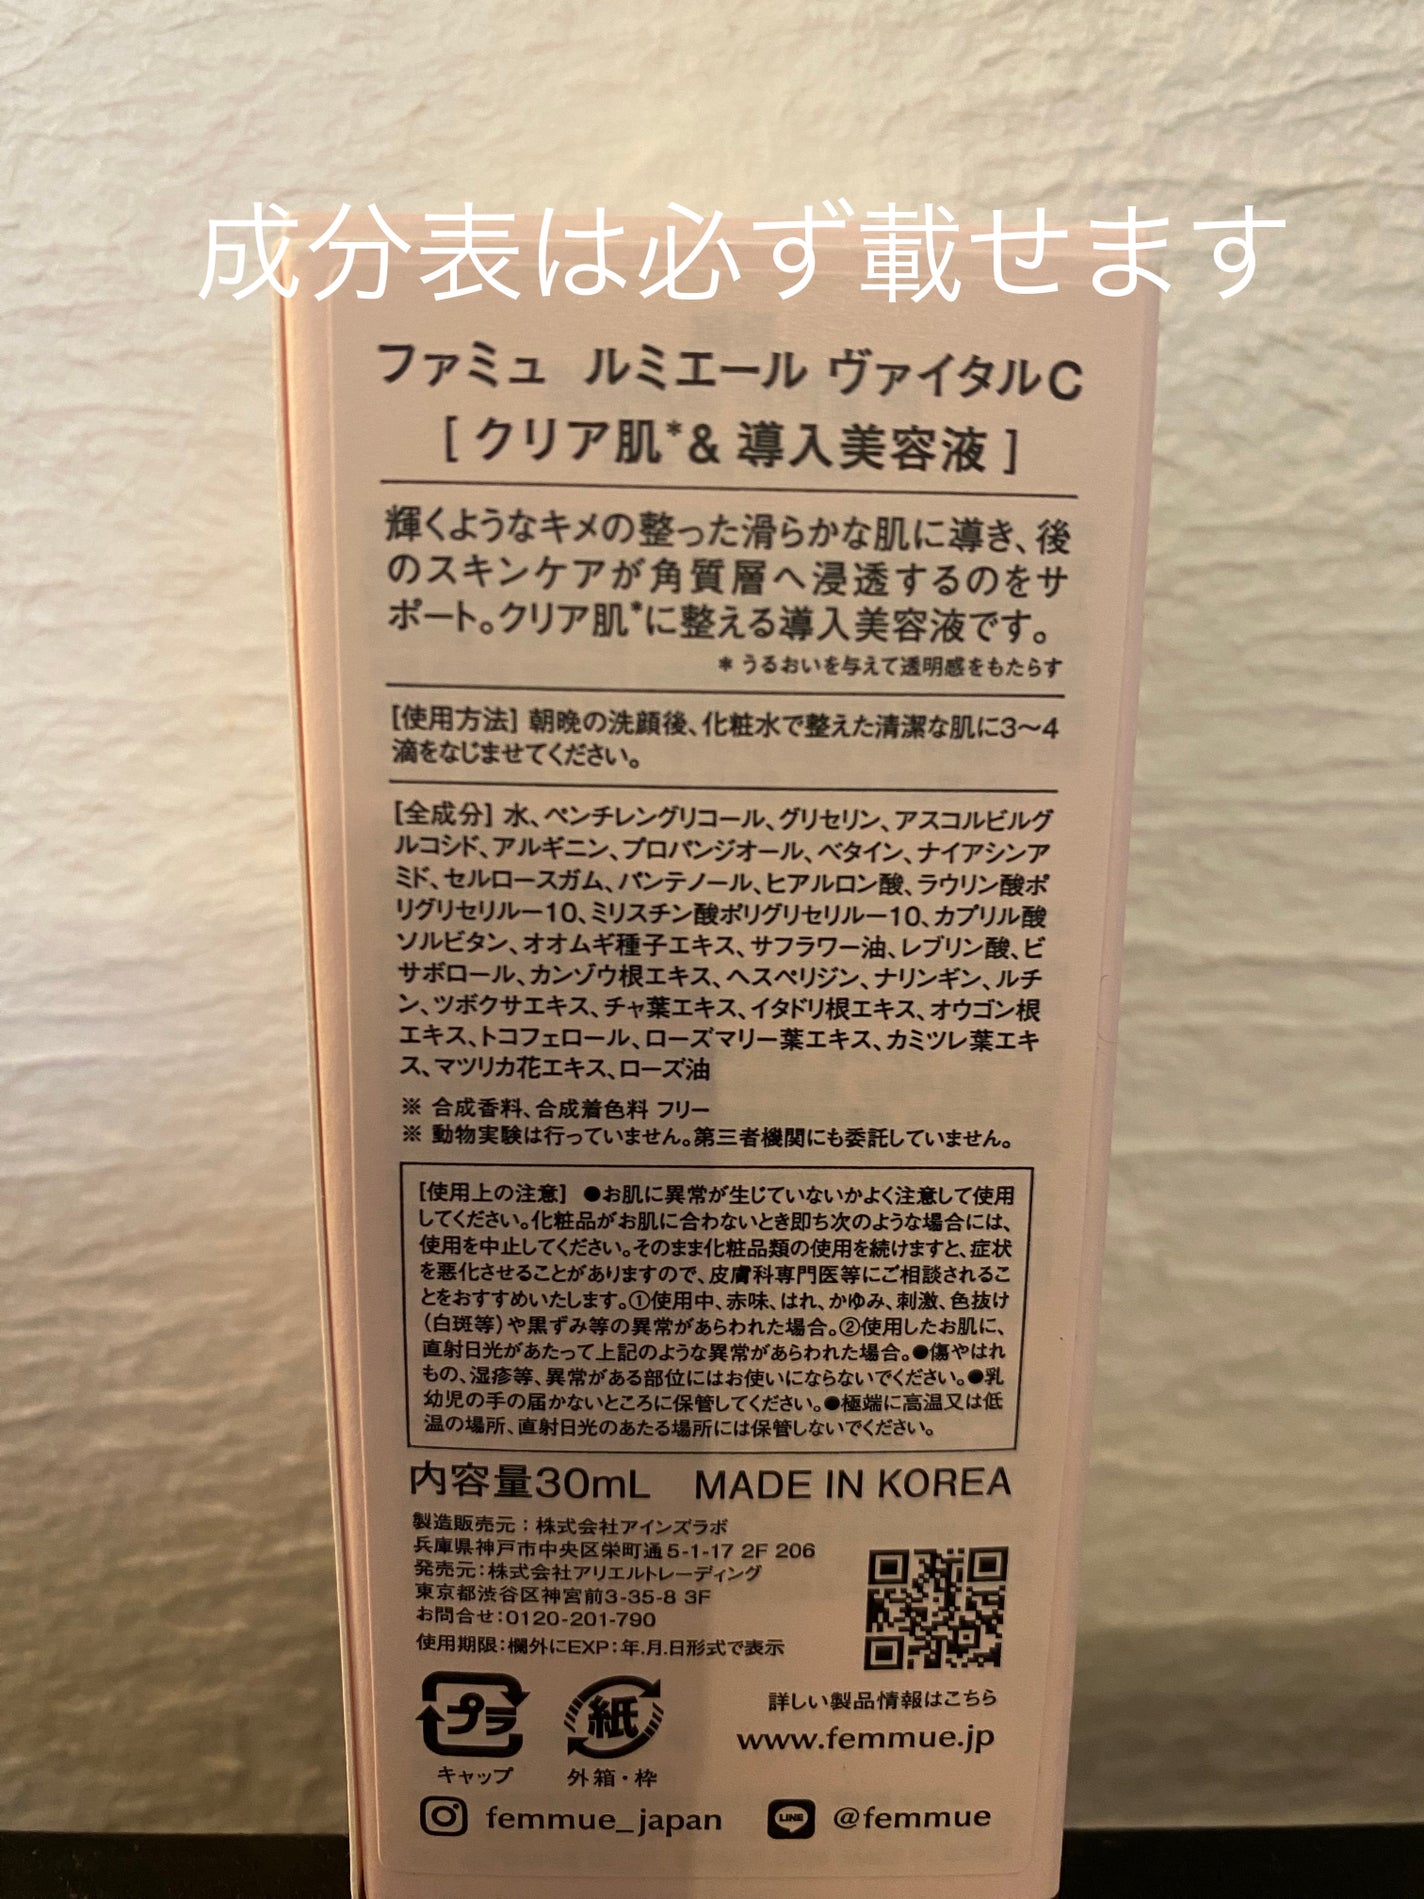 成分表は必ず載せます
ファミュ ルミエール ヴァイタルC
[ クリア肌*& 導入美容液 ]
輝くようなキメの整った滑らかな肌に導き、後
のスキンケアが角質層へ浸透するのをサ
ポート。クリア肌*に整える導入美容液です。
* うるおいを与えて透明感をもたらす
[使用方法] 朝晩の洗顔後、化粧水で整えた清潔な肌に3〜4
滴をなじませてください。
[全成分] 水、ペンチレングリコール、グリセリン、アスコルビルグ
ルコシド、アルギニン、プロパンジオール、ベタイン、ナイアシンア
ミド、セルロースガム、パンテノール、ヒアルロン酸、ラウリン酸ポ
リグリセリル−10、ミリスチン酸ポリグリセリル−10、カプリル酸
ソルビタン、オオムギ種子エキス、サフラワー油、レブリン酸、ビ
サボロール、カンゾウ根エキス、ヘスペリジン、ナリンギン、ルチ
ン、ツボクサエキス、チャ葉エキス、イタドリ根エキス、オウゴン根
エキス、トコフェロール、ローズマリー葉エキス、カミツレ葉エキ
ス、マツリカ花エキス、ローズ油
※ 合成香料、合成着色料 フリー
※ 動物実験は行っていません。第三者機関にも委託していません。
[使用上の注意] ●お肌に異常が生じていないかよく注意して使用
してください。化粧品がお肌に合わないとき即ち次のような場合には、
使用を中止してください。そのまま化粧品類の使用を続けますと、症状
を悪化させることがありますので、皮膚科専門医等にご相談されるこ
とをおすすめいたします。①使用中、赤味、はれ、かゆみ、刺激、色抜け
(白斑等)や黒ずみ等の異常があらわれた場合。②使用したお肌に、
直射日光があたって上記のような異常があらわれた場合。●傷やはれ
もの、湿疹等、異常がある部位にはお使いにならないでください。●乳
幼児の手の届かないところに保管してください。●極端に高温又は低
温の場所、直射日光のあたる場所には保管しないでください。
内容量30mL MADE IN KOREA
製造販売元：株式会社アインズラボ
兵庫県神戸市中央区栄町通5-1-17 2F 206
発売元：株式会社アリエルトレーディング
東京都渋谷区神宮前3-35-8 3F
お問合せ：0120-201-790
使用期限：欄外にEXP：年.月.日形式で表示
詳しい製品情報はこちら
www.femmue.jp
プラ 紙
キャップ 外箱・枠
femmue_japan LINE @femmue